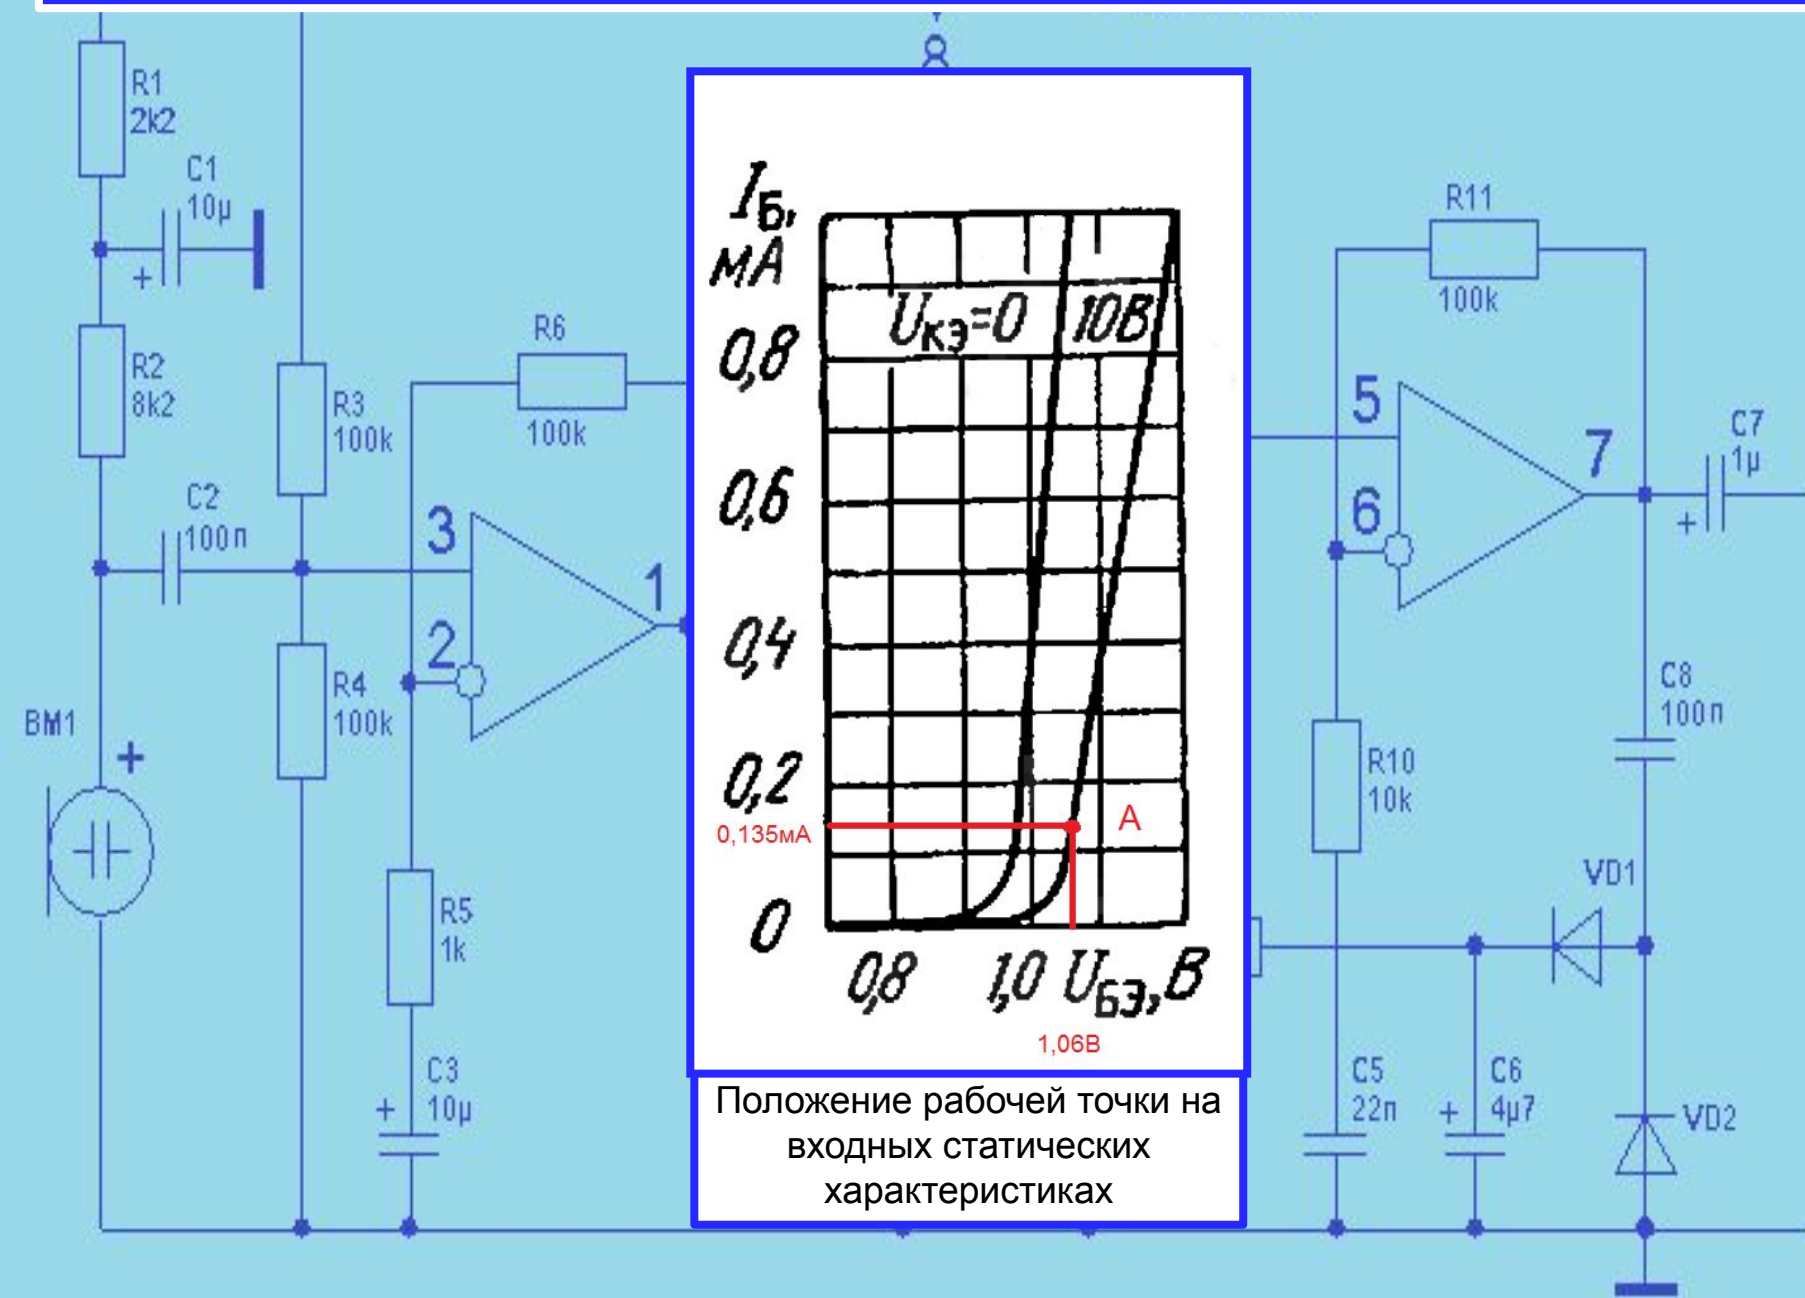 R1
2k2
C1
10µ
+
R2
8k2
R3
100k
C2
100n
R6
100k
3
2
1
R4
100k
BM1
+
R5
1k
C3
+
10µ
Iб,
мА
Uкэ=0
10В
0,8
0,6
0,4
0,2
0,135мА
А
0
0,8
1,0
Uбэ,В
1,06В
Положение рабочей точки на
входных статических
характеристиках
R11
100k
5
6
7
C7
1µ
+
C8
100n
R10
10k
VD1
C5
22n
C6
+
4µ7
VD2